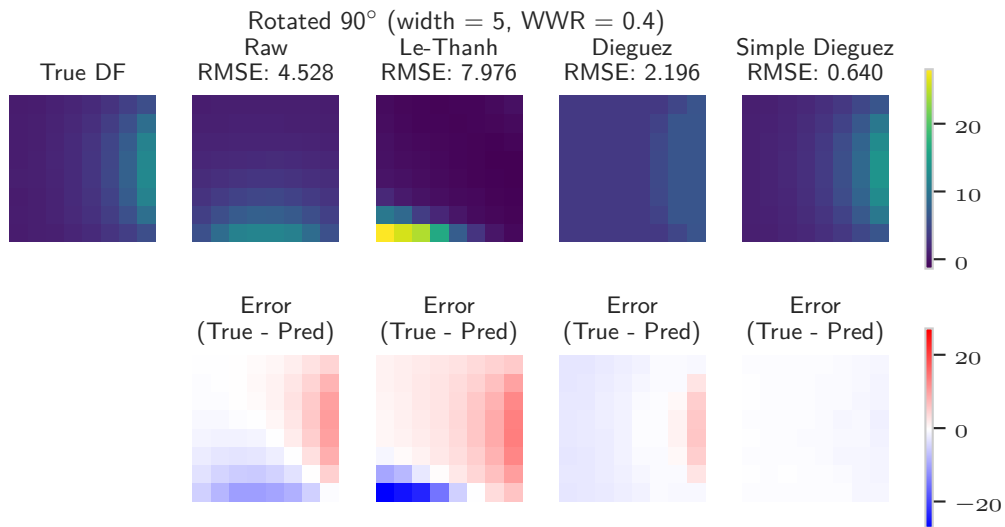 Rotated 90° (width = 5, WWR = 0.4)
True DF
Raw
RMSE: 4.528
Le-Thanh
RMSE: 7.976
Dieguez
RMSE: 2.196
Simple Dieguez
RMSE: 0.640
20
10
0
Error
(True - Pred)
Error
(True - Pred)
Error
(True - Pred)
Error
(True - Pred)
20
0
−20